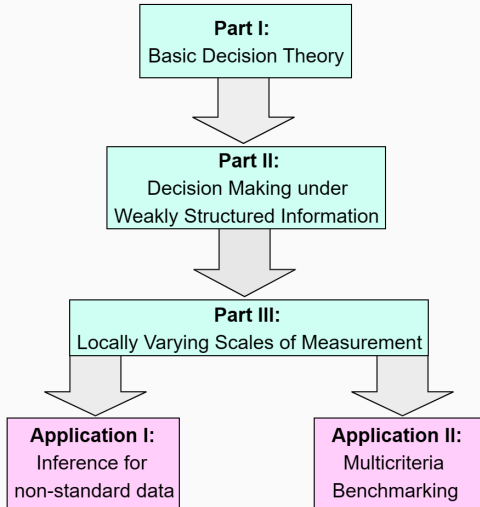 Part I:
Basic Decision Theory
Part II:
Decision Making under
Weakly Structured Information
Part III:
Locally Varying Scales of Measurement
Application I:
Inference for
non-standard data
Application II:
Multicriteria
Benchmarking